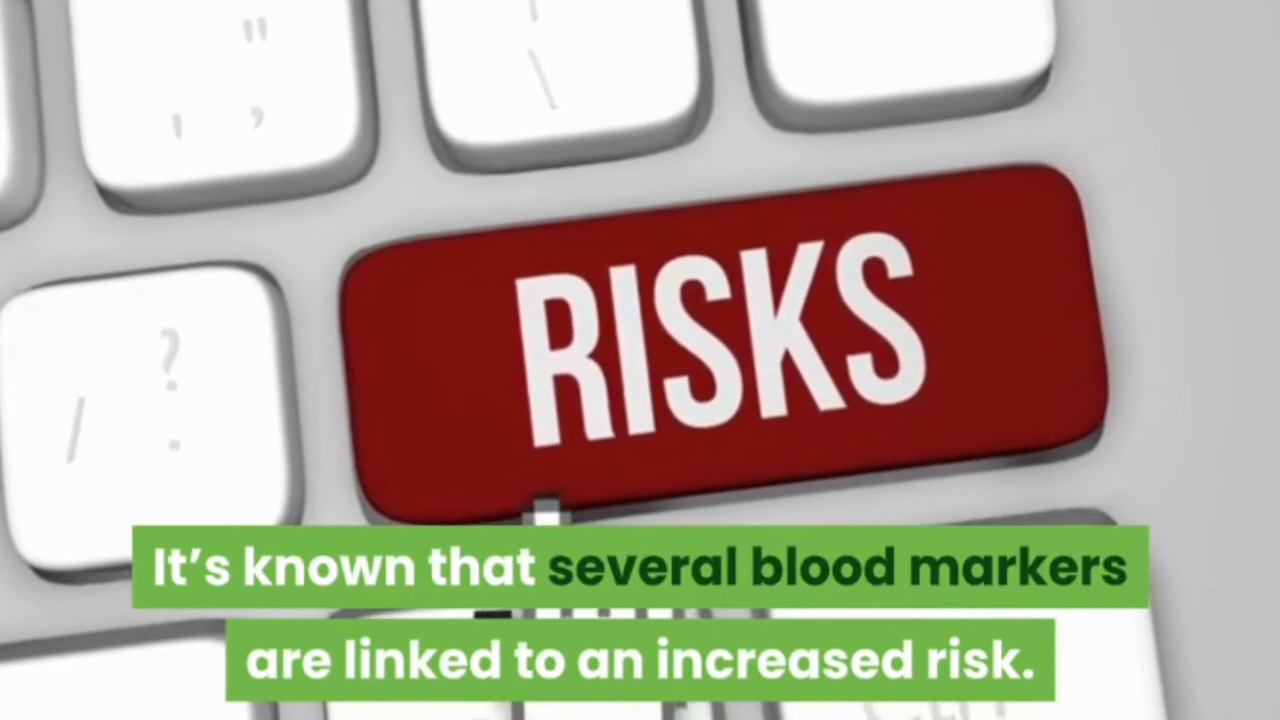 "
' ,
\
RISKS
?
/ .
It's known that several blood markers
are linked to an increased risk.